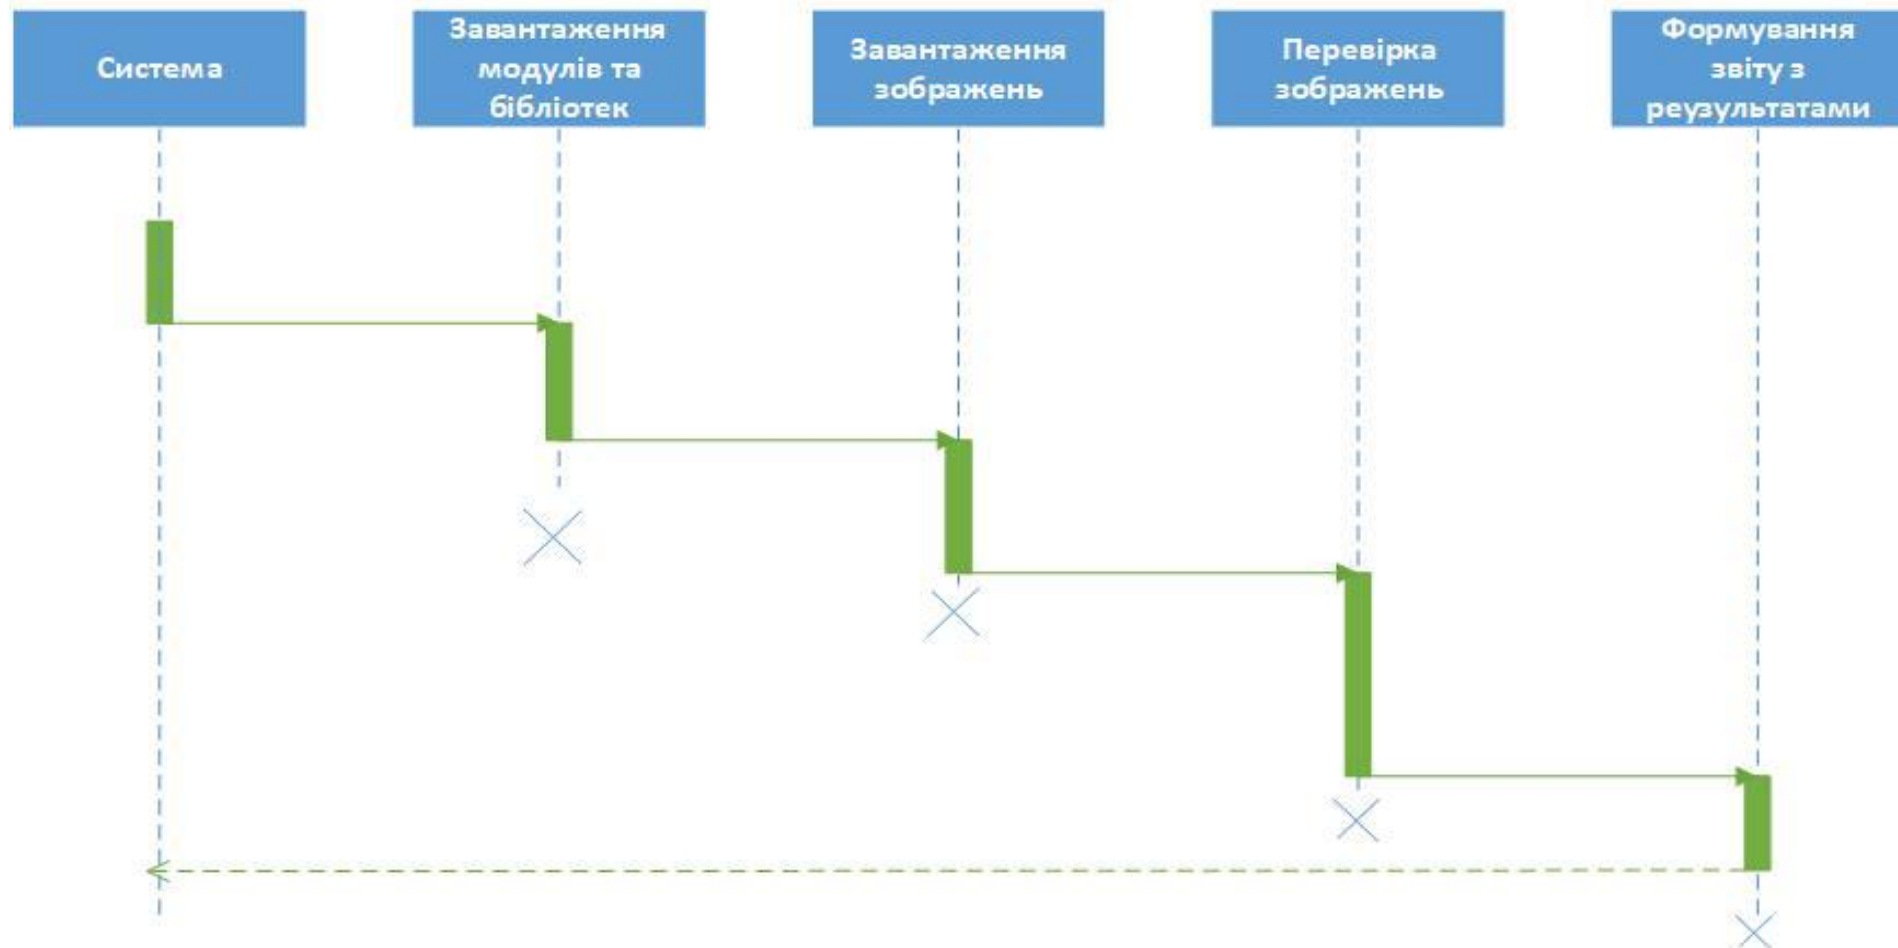 Система
Завантаження
модулів та
бібліотек
Завантаження
зображень
Перевірка
зображень
Формування
звіту з
реузультатами